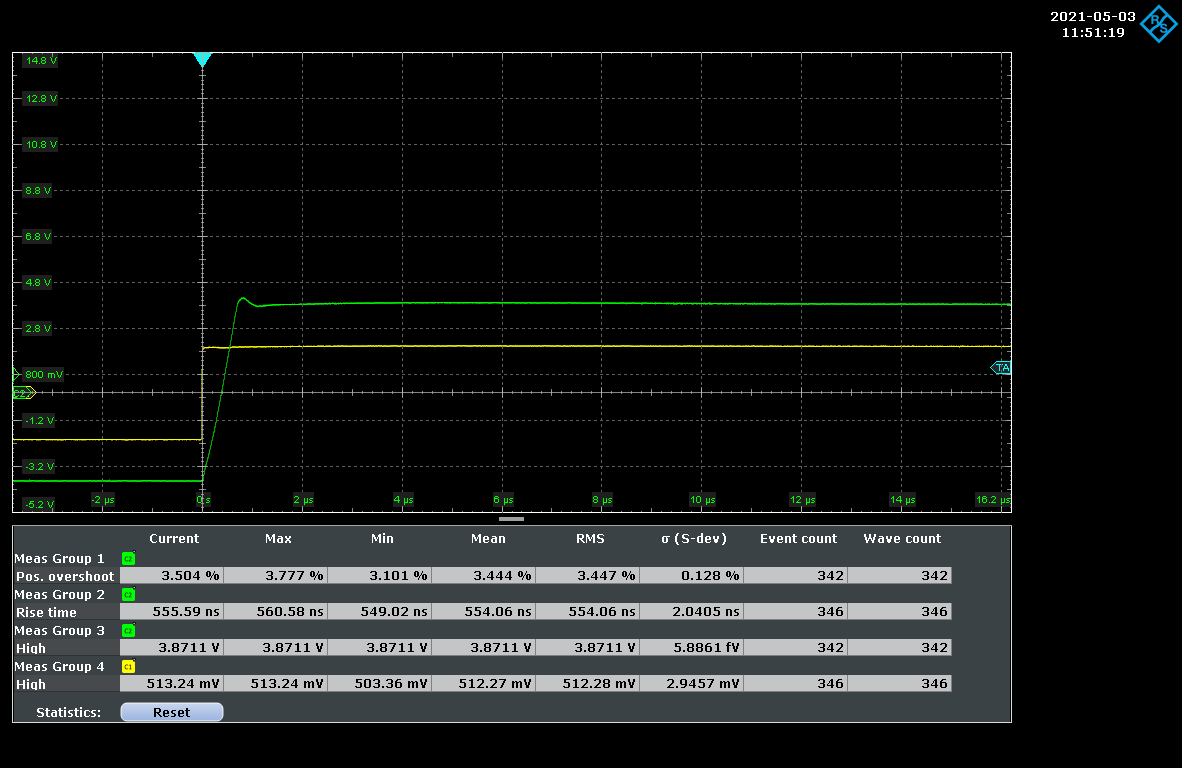 2021-05-03
11:51:19
R&S
14.8 V
12.8 V
10.8 V
8.8 V
6.8 V
4.8 V
2.8 V
800 mV
TA
C2
-1.2 V
-3.2 V
-5.2 V
-2 µs 0 s 2 µs 4 µs 6 µs 8 µs 10 µs 12 µs 14 µs 16.2 µs
Current Max Min Mean RMS σ (S-dev) Event count Wave count
Meas Group 1 C2
Pos. overshoot 3.504 % 3.777 % 3.101 % 3.444 % 3.447 % 0.128 % 342 342
Meas Group 2 C2
Rise time 555.59 ns 560.58 ns 549.02 ns 554.06 ns 554.06 ns 2.0405 ns 346 346
Meas Group 3 C2
High 3.8711 V 3.8711 V 3.8711 V 3.8711 V 3.8711 V 5.8861 fV 342 342
Meas Group 4 C1
High 513.24 mV 513.24 mV 503.36 mV 512.27 mV 512.28 mV 2.9457 mV 346 346
Statistics: Reset